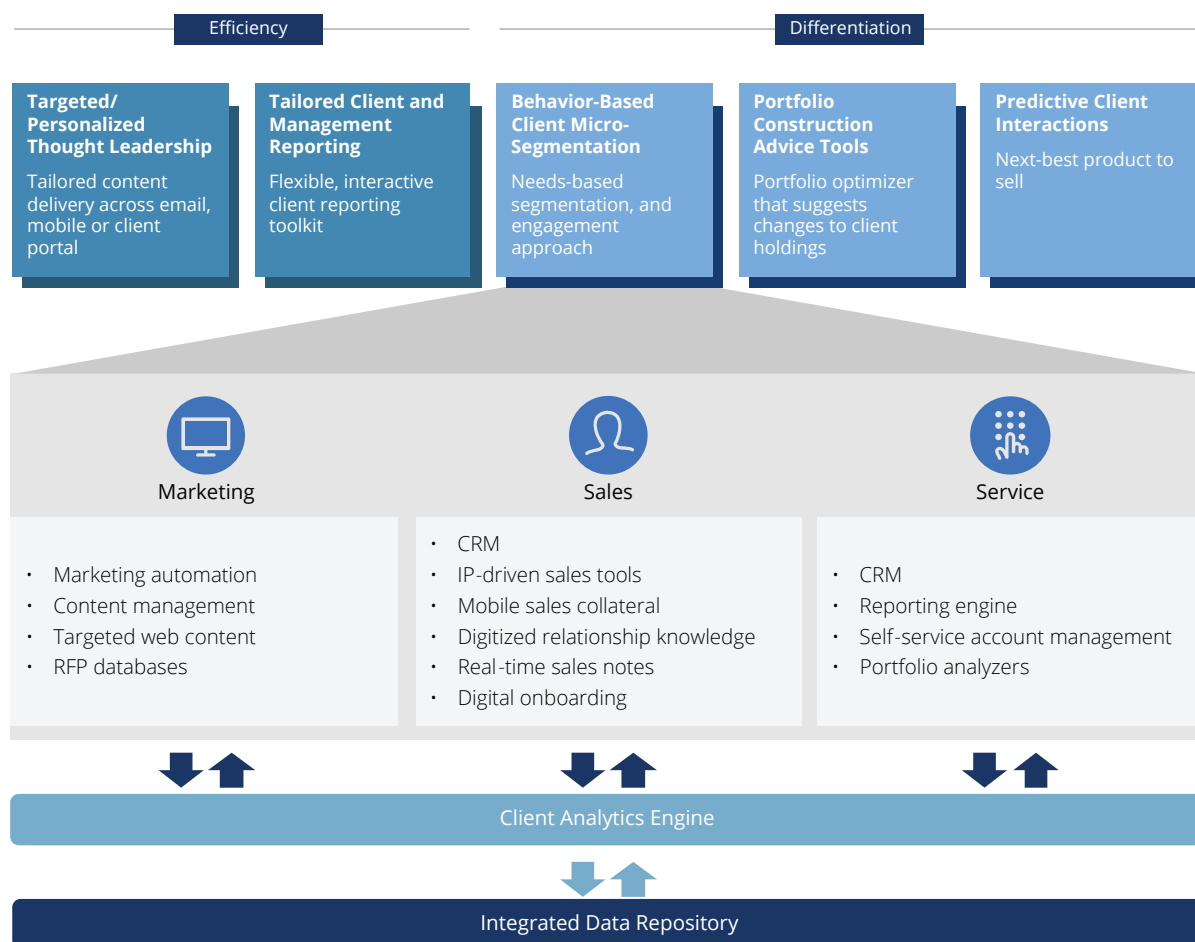 Efficiency
Differentiation
Targeted/
Personalized
Thought Leadership
Tailored content
delivery across email,
mobile or client
portal
Tailored Client and
Management
Reporting
Flexible, interactive
client reporting
toolkit
Behavior-Based
Client Micro-
Segmentation
Needs-based
segmentation, and
engagement
approach
Portfolio
Construction
Advice Tools
Portfolio optimizer
that suggests
changes to client
holdings
Predictive Client
Interactions
Next-best product to
sell
Marketing
• Marketing automation
• Content management
• Targeted web content
• RFP databases
Sales
• CRM
• IP-driven sales tools
• Mobile sales collateral
• Digitized relationship knowledge
• Real-time sales notes
• Digital onboarding
Service
• CRM
• Reporting engine
• Self-service account management
• Portfolio analyzers
Client Analytics Engine
Integrated Data Repository